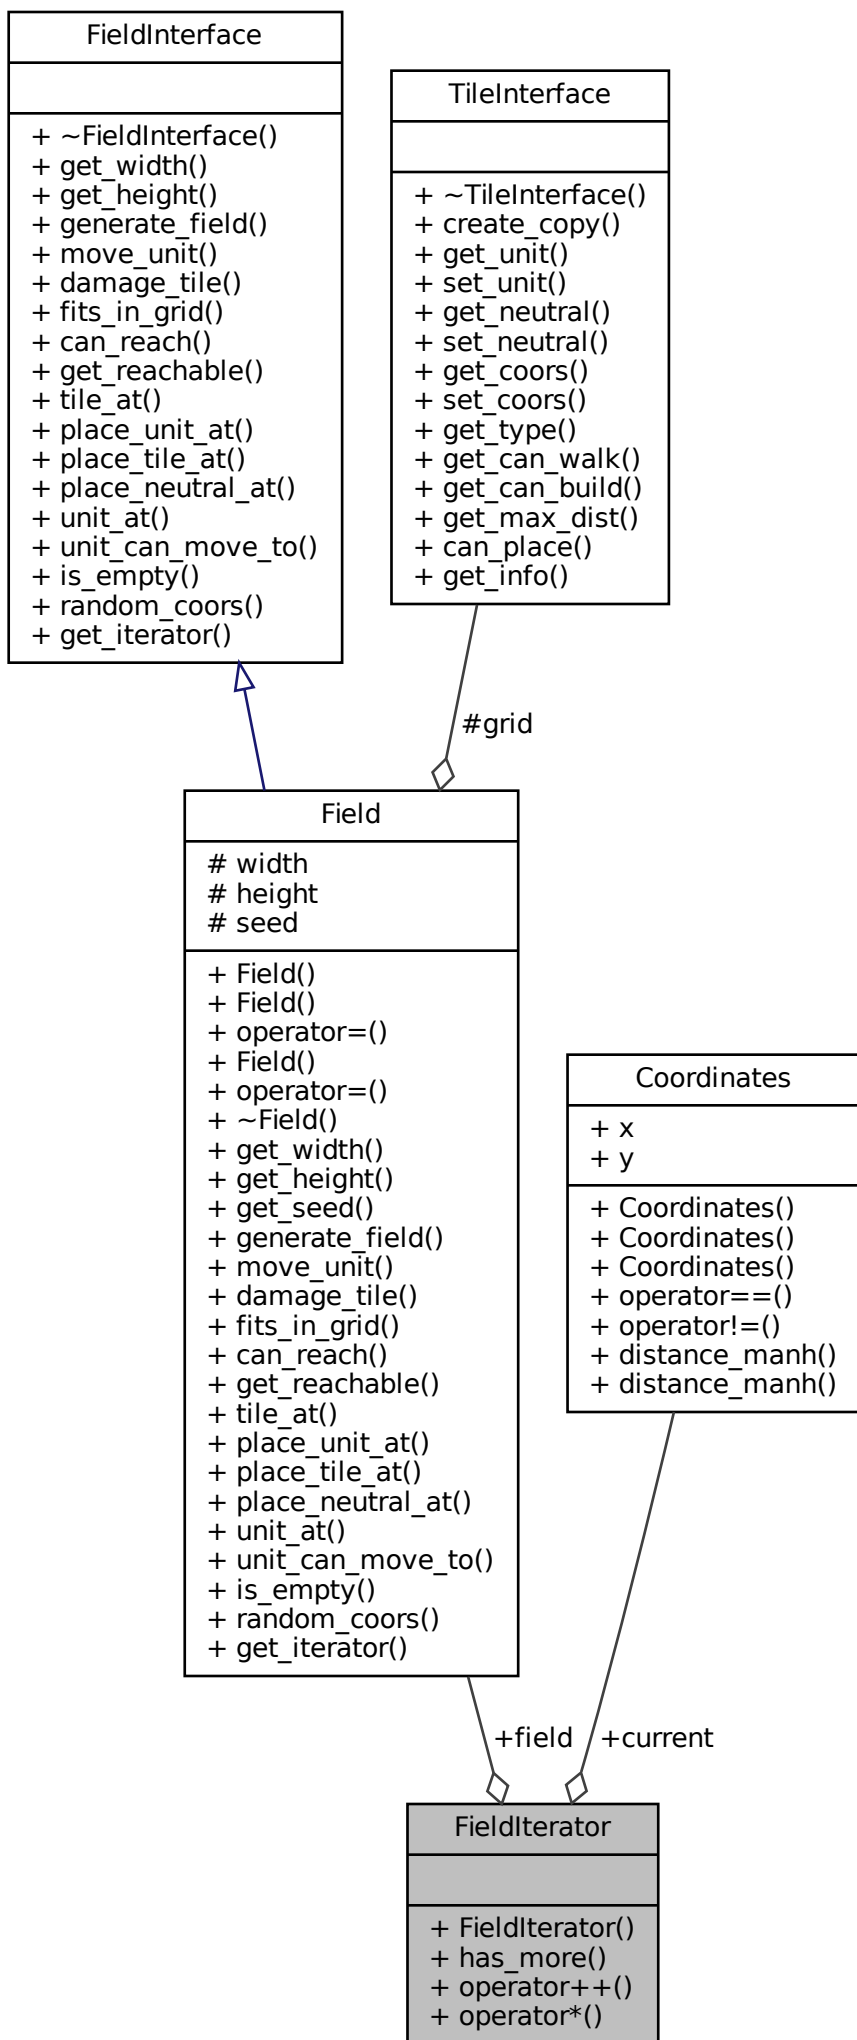 FieldInterface
+ ~FieldInterface()
+ get_width()
+ get_height()
+ generate_field()
+ move_unit()
+ damage_tile()
+ fits_in_grid()
+ can_reach()
+ get_reachable()
+ tile_at()
+ place_unit_at()
+ place_tile_at()
+ place_neutral_at()
+ unit_at()
+ unit_can_move_to()
+ is_empty()
+ random_coors()
+ get_iterator()
TileInterface
+ ~TileInterface()
+ create_copy()
+ get_unit()
+ set_unit()
+ get_neutral()
+ set_neutral()
+ get_coors()
+ set_coors()
+ get_type()
+ get_can_walk()
+ get_can_build()
+ get_max_dist()
+ can_place()
+ get_info()
#grid
Field
# width
# height
# seed
+ Field()
+ Field()
+ operator=()
+ Field()
+ operator=()
+ ~Field()
+ get_width()
+ get_height()
+ get_seed()
+ generate_field()
+ move_unit()
+ damage_tile()
+ fits_in_grid()
+ can_reach()
+ get_reachable()
+ tile_at()
+ place_unit_at()
+ place_tile_at()
+ place_neutral_at()
+ unit_at()
+ unit_can_move_to()
+ is_empty()
+ random_coors()
+ get_iterator()
Coordinates
+ x
+ y
+ Coordinates()
+ Coordinates()
+ Coordinates()
+ operator==()
+ operator!=()
+ distance_manh()
+ distance_manh()
+field
+current
FieldIterator
+ FieldIterator()
+ has_more()
+ operator++()
+ operator*()